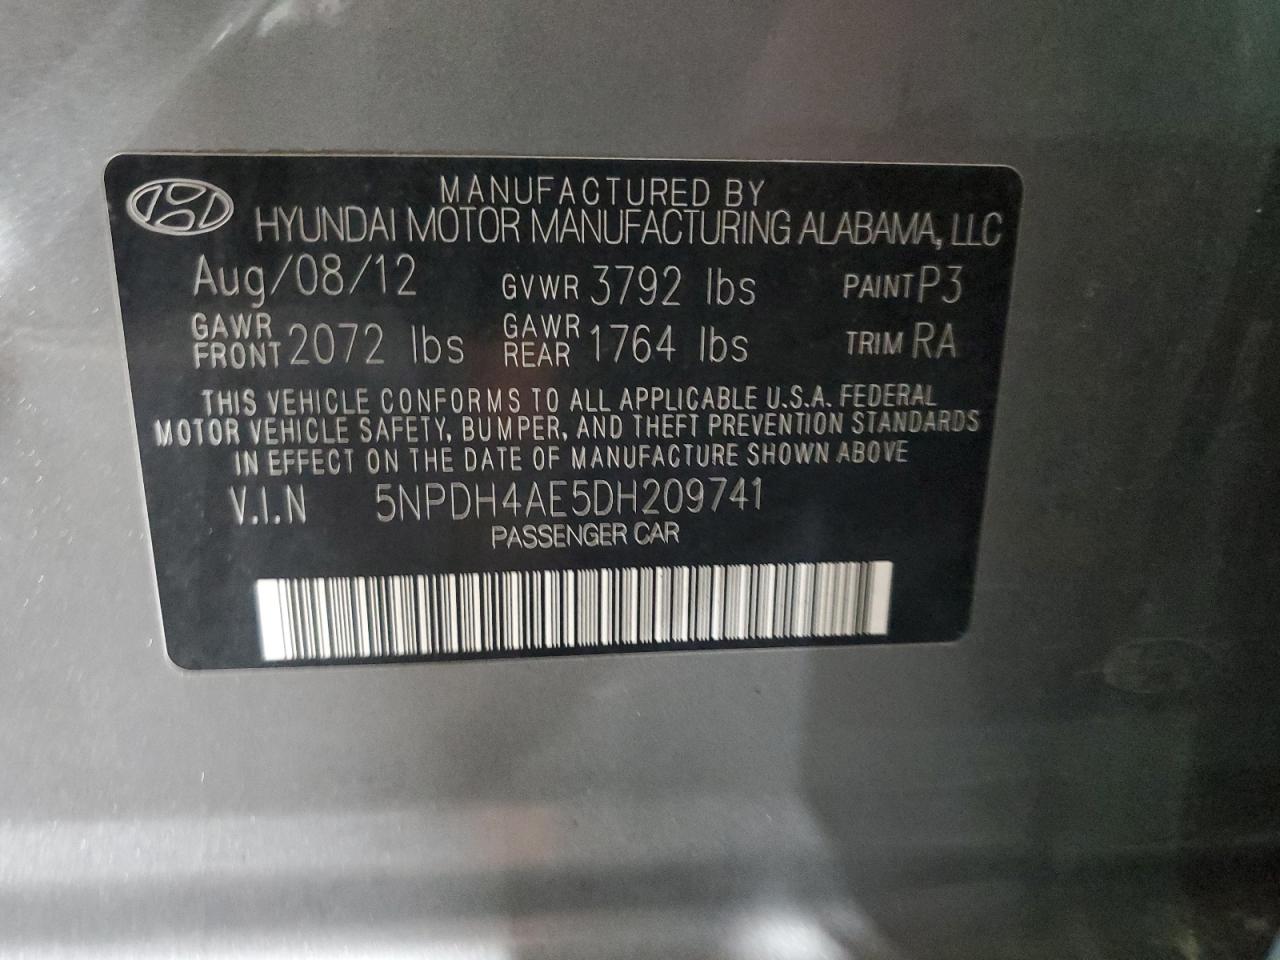 MANUFACTURED BY
HYUNDAI MOTOR MANUFACTURING ALABAMA, LLC
Aug/08/12 GVWR 3792 lbs PAINT P3
GAWR FRONT 2072 lbs GAWR REAR 1764 lbs TRIM RA
THIS VEHICLE CONFORMS TO ALL APPLICABLE U.S.A. FEDERAL
MOTOR VEHICLE SAFETY, BUMPER, AND THEFT PREVENTION STANDARDS
IN EFFECT ON THE DATE OF MANUFACTURE SHOWN ABOVE
V.I.N 5NPDH4AE5DH209741
PASSENGER CAR